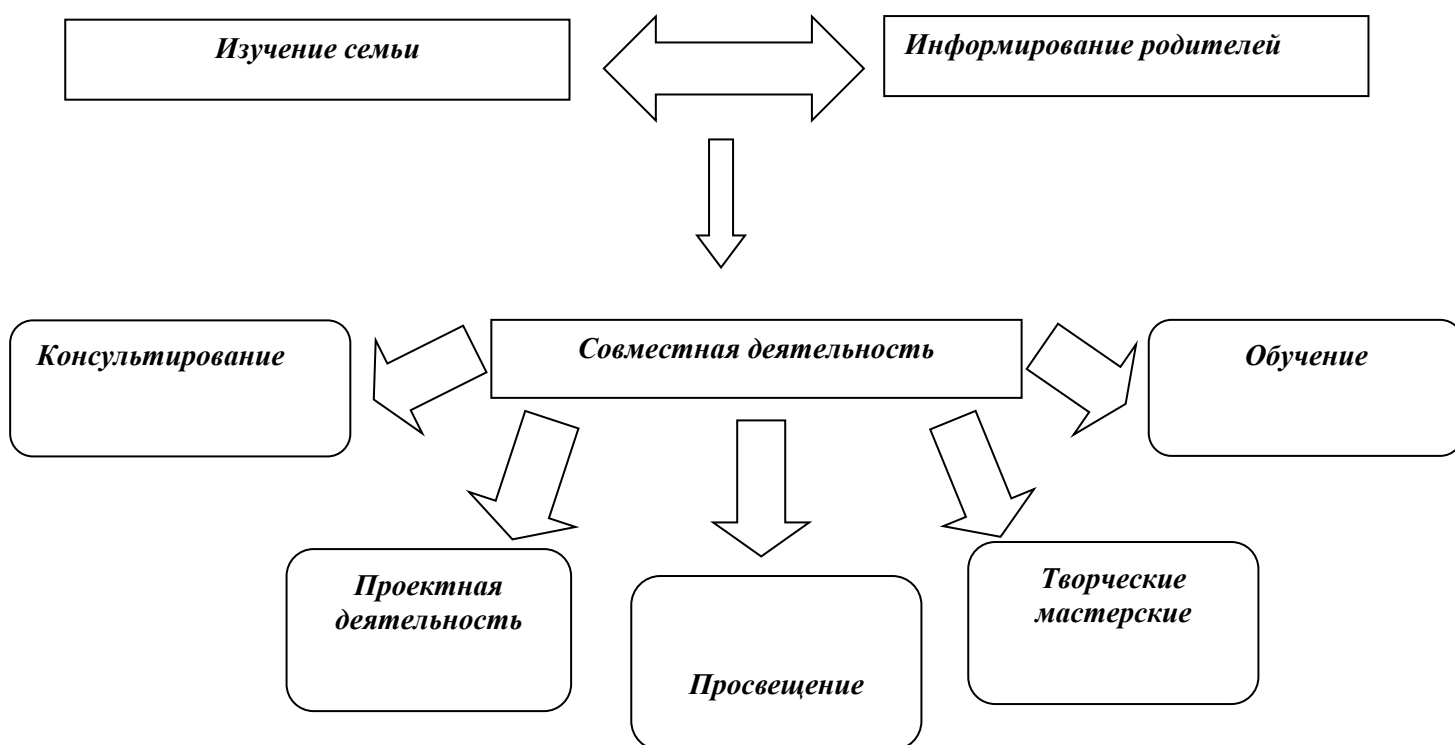 Изучение семьи
Информирование родителей
Совместная деятельность
Консультирование
Обучение
Проектная
деятельность
Просвещение
Творческие
мастерские